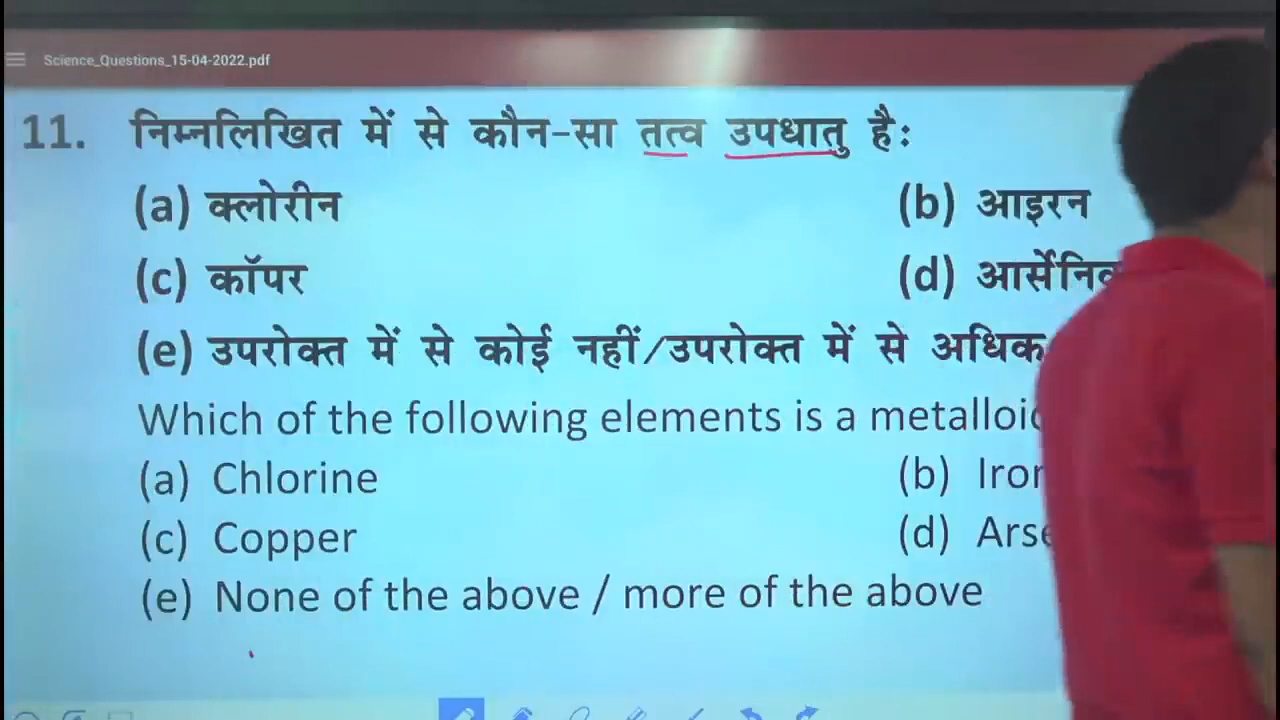 Science_Questions_15-04-2022.pdf
11. निम्नलिखित में से कौन-सा तत्व उपधातु है:
(a) क्लोरीन (b) आइरन
(c) कॉपर (d)
(e) उपरोक्त में से कोई नहीं/उपरोक्त में से अधिक
Which of the following elements is a
(a) Chlorine (b)
(c) Copper (d)
(e) None of the above / more of the above